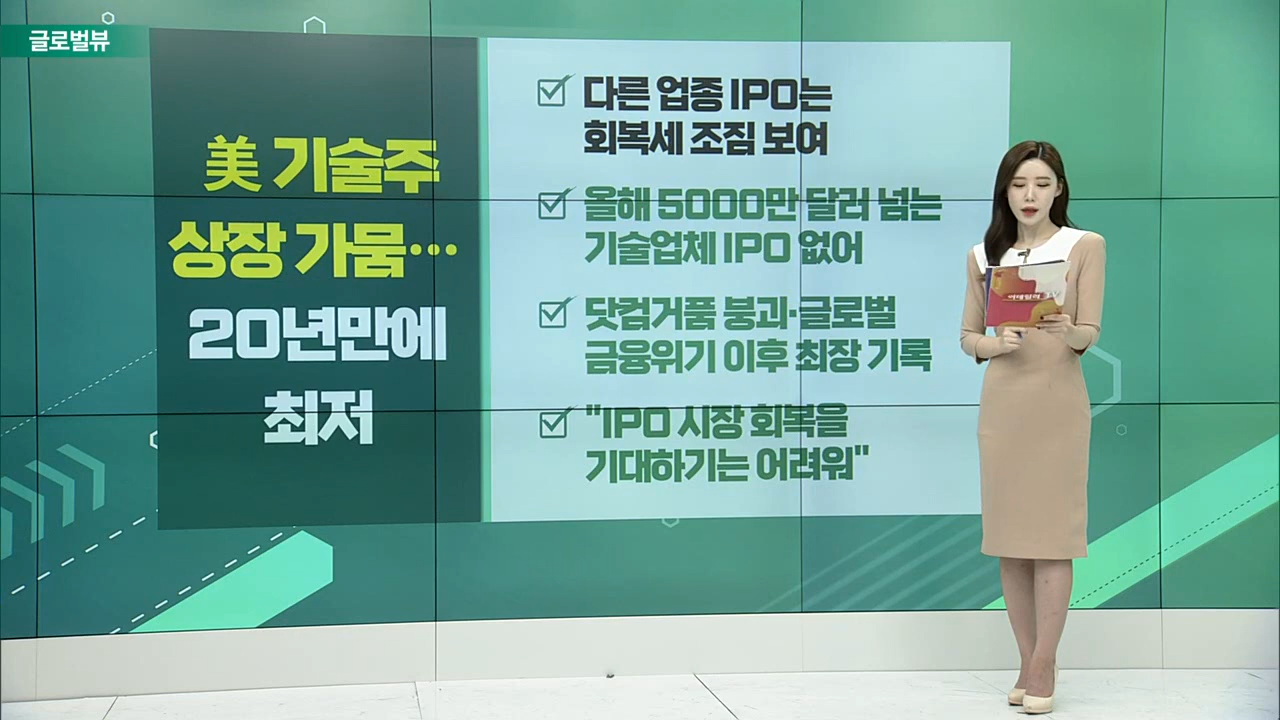 글로벌뷰
美 기술주
상장 가뭄…
20년만에
최저
다른 업종 IPO는
회복세 조짐 보여
올해 5000만 달러 넘는
기술업체 IPO 없어
닷컴거품 붕괴·글로벌
금융위기 이후 최장 기록
"IPO 시장 회복을
기대하기는 어려워"